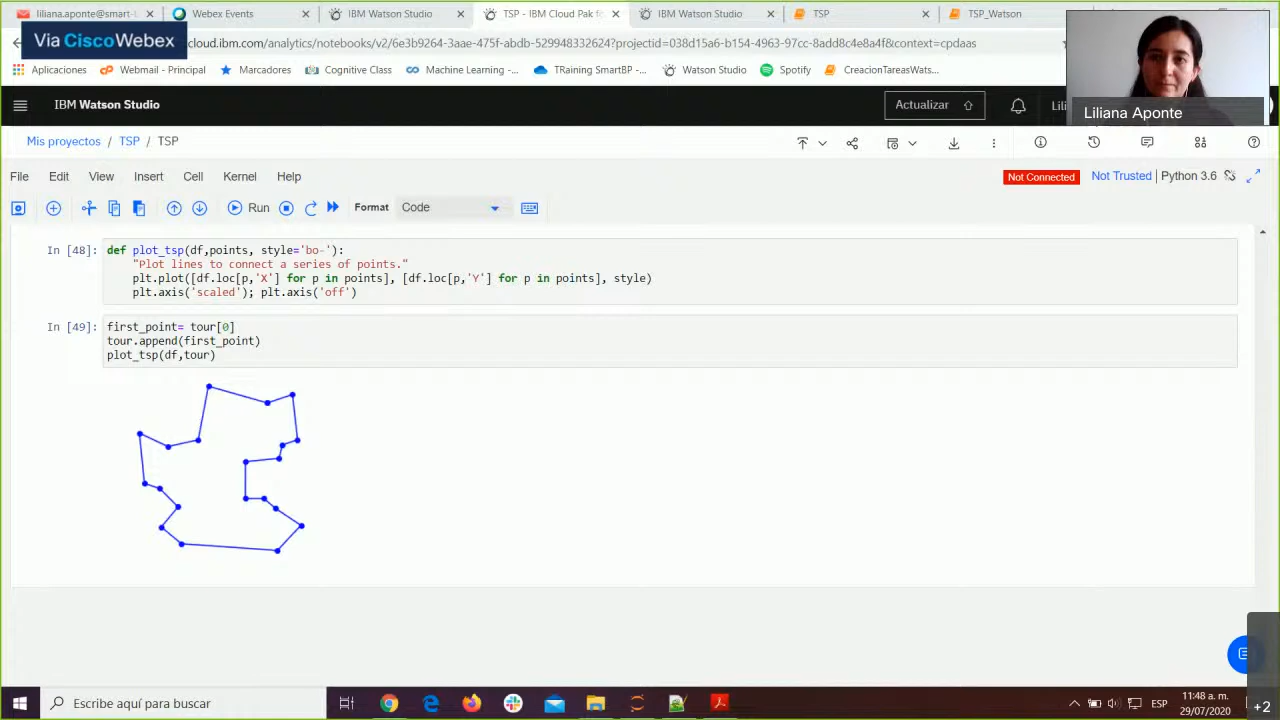 liliana.aponte@smart-t
Webex Events
IBM Watson Studio
TSP - IBM Cloud Pak fe
IBM Watson Studio
TSP
TSP_Watson
Via CiscoWebex
cloud.ibm.com/analytics/notebooks/v2/6e3b9264-3aae-475f-abdb-529948332624?projectid=038d15a6-b154-4963-97cc-8add8c4e8a4f&context=cpdaas
Aplicaciones
Webmail - Principal
Marcadores
Cognitive Class
Machine Learning -...
TRaining SmartBP -...
Watson Studio
Spotify
CreacionTareasWats...
IBM Watson Studio
Actualizar
Lili
Liliana Aponte
Mis proyectos / TSP / TSP
File Edit View Insert Cell Kernel Help
Not Connected
Not Trusted | Python 3.6
Run
Format
Code
In [48]:
def plot_tsp(df,points, style='bo-'):
"Plot lines to connect a series of points."
plt.plot([df.loc[p,'X'] for p in points], [df.loc[p,'Y'] for p in points], style)
plt.axis('scaled'); plt.axis('off')
In [49]:
first_point= tour[0]
tour.append(first_point)
plot_tsp(df,tour)
Escribe aquí para buscar
ESP
11:48 a. m.
29/07/2020
+2